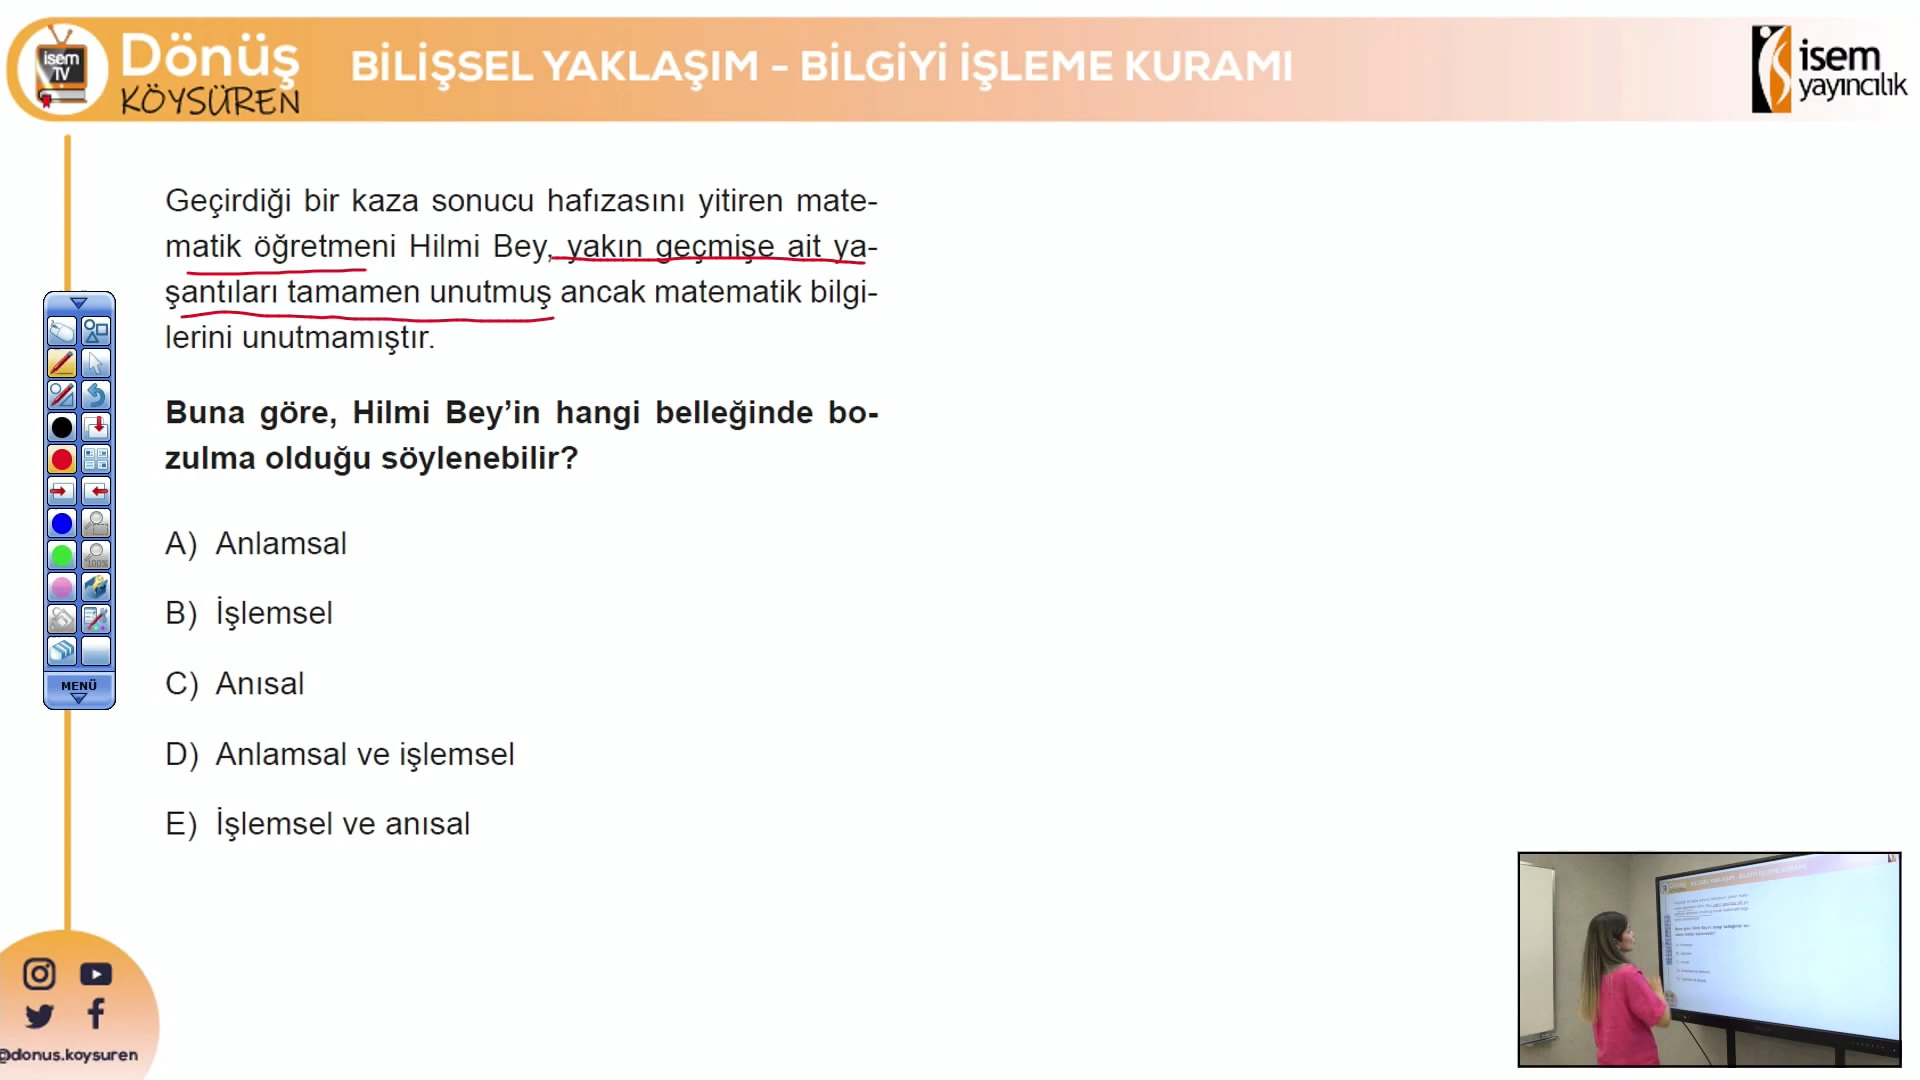 isem
TV
Dönüş
KÖYSÜREN
BİLİŞSEL YAKLAŞIM - BİLGİYİ İŞLEME KURAMI
isem
yayıncılık
Geçirdiği bir kaza sonucu hafızasını yitiren mate-
matik öğretmeni Hilmi Bey, yakın geçmişe ait ya-
şantıları tamamen unutmuş ancak matematik bilgi-
lerini unutmamıştır.
Buna göre, Hilmi Bey’in hangi belleğinde bo-
zulma olduğu söylenebilir?
A) Anlamsal
B) İşlemsel
C) Anısal
D) Anlamsal ve işlemsel
E) İşlemsel ve anısal
100%
MENÜ
@donus.koysuren